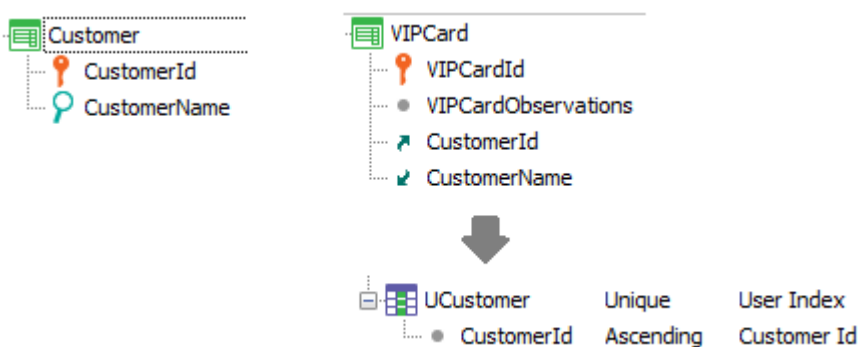 Customer
CustomerId
CustomerName
VIPCard
VIPCardId
VIPCardObservations
CustomerId
CustomerName
UCustomer Unique User Index
CustomerId Ascending Customer Id